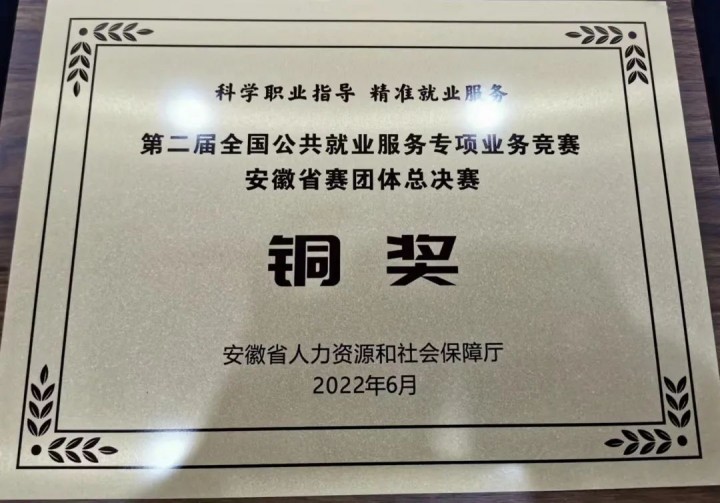 科学职业指导 精准就业服务
第二届全国公共就业服务专项业务竞赛
安徽省赛团体总决赛
铜奖
安徽省人力资源和社会保障厅
2022年6月